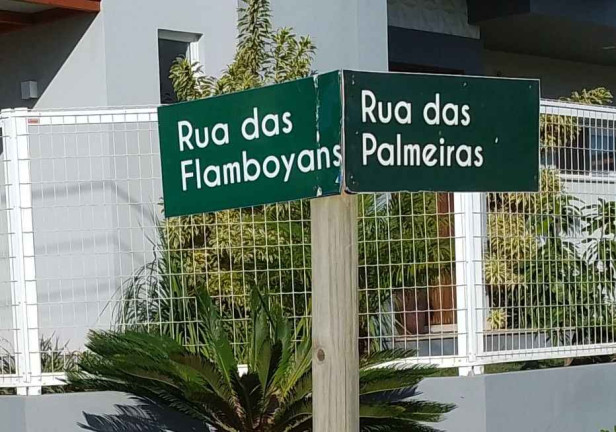 Rua das
Flamboyans
Rua das
Palmeiras